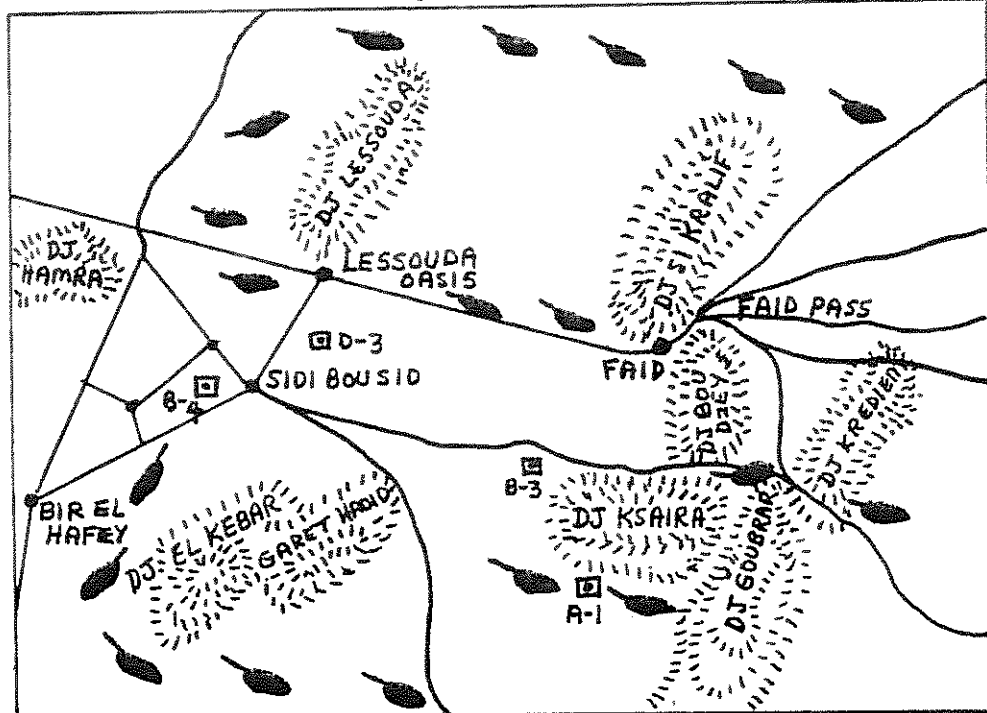 DJ LESSOUDA
DJ SI KRALIF
DJ
HAMRA
LESSOUDA
OASIS
FAID PASS
D-3
FAID
SIDI BOU SID
B-4
DJ BOU
DZEY
DJ KREDIEN
B-3
BIR EL
HAFEY
DJ. EL KEBAR
GARET HADID
DJ KSAIRA
DJ GOUBRAR
A-1